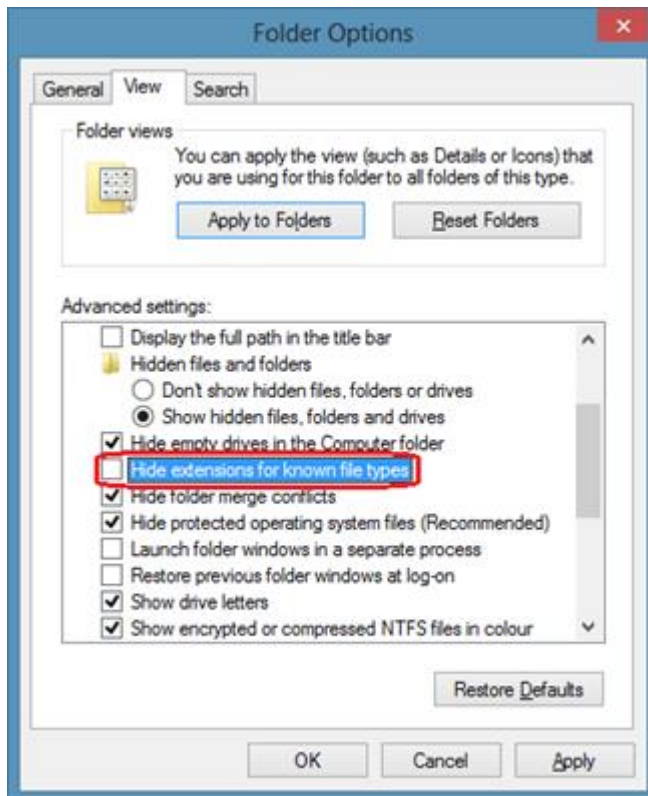 Folder Options
General View Search
Folder views
You can apply the view (such as Details or Icons) that
you are using for this folder to all folders of this type.
Apply to Folders Reset Folders
Advanced settings:
Display the full path in the title bar
Hidden files and folders
Don't show hidden files, folders or drives
Show hidden files, folders and drives
Hide empty drives in the Computer folder
Hide extensions for known file types
Hide folder merge conflicts
Hide protected operating system files (Recommended)
Launch folder windows in a separate process
Restore previous folder windows at log-on
Show drive letters
Show encrypted or compressed NTFS files in colour
Restore Defaults
OK Cancel Apply